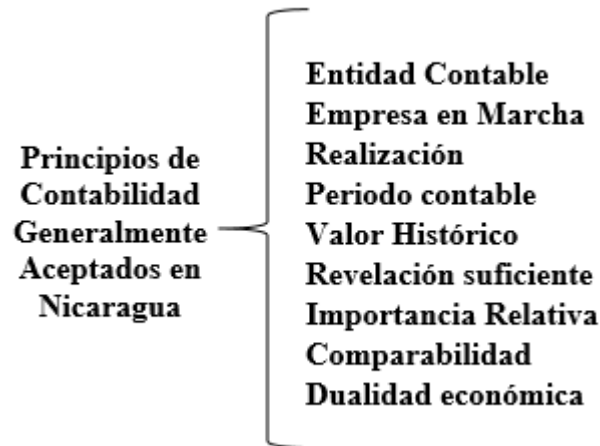 Principios de
Contabilidad
Generalmente
Aceptados en
Nicaragua
Entidad Contable
Empresa en Marcha
Realización
Periodo contable
Valor Histórico
Revelación suficiente
Importancia Relativa
Comparabilidad
Dualidad económica